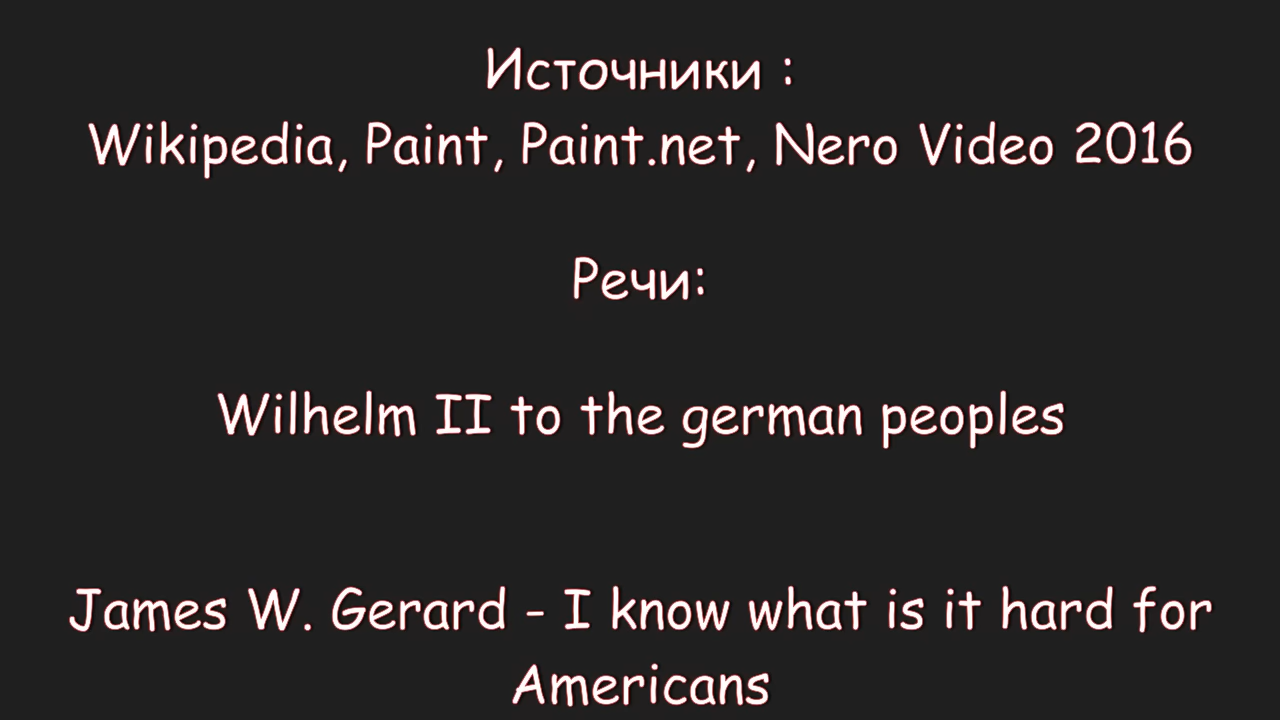 Источники :
Wikipedia, Paint, Paint.net, Nero Video 2016
Речи:
Wilhelm II to the german peoples
James W. Gerard - I know what is it hard for
Americans